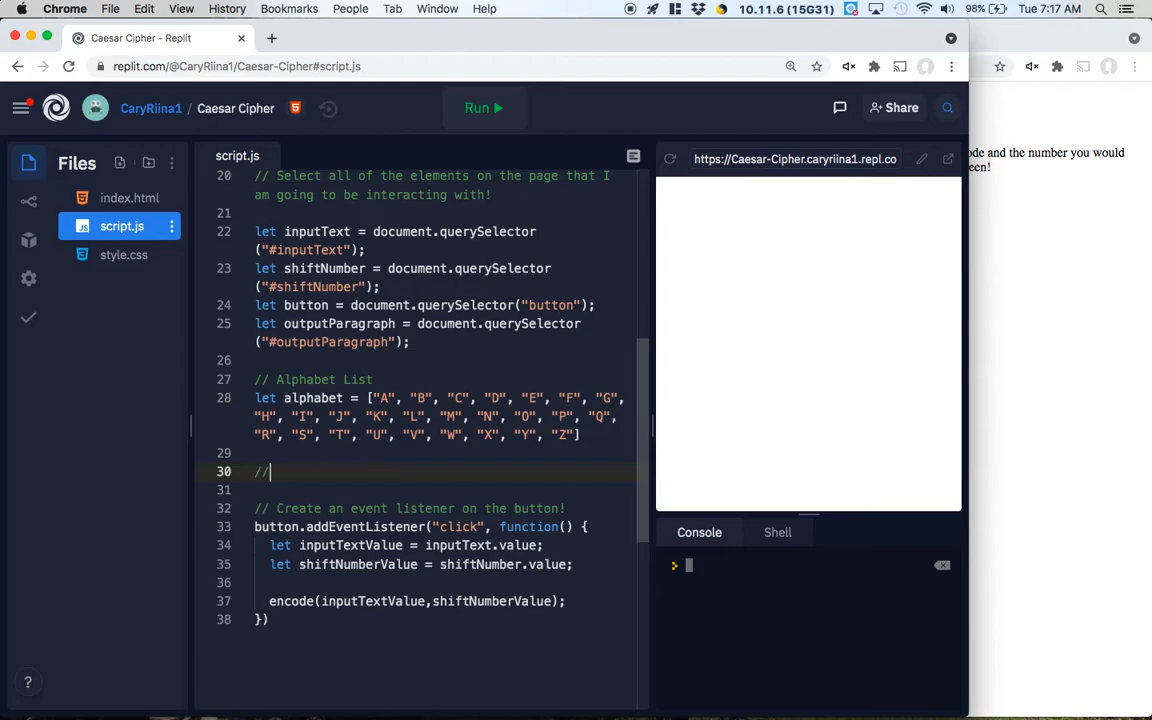 Chrome File Edit View History Bookmarks People Tab Window Help 10.11.6 (15G31) 98% Tue 7:17 AM
Caesar Cipher - Replit
replit.com/@CaryRiina1/Caesar-Cipher#script.js
CaryRiina1 / Caesar Cipher Run Share
Files script.js https://Caesar-Cipher.caryriina1.repl.co
ode and the number you would
een!
index.html
script.js
style.css
20 // Select all of the elements on the page that I
am going to be interacting with!
21
22 let inputText = document.querySelector
("#inputText");
23 let shiftNumber = document.querySelector
("#shiftNumber");
24 let button = document.querySelector("button");
25 let outputParagraph = document.querySelector
("#outputParagraph");
26
27 // Alphabet List
28 let alphabet = ["A", "B", "C", "D", "E", "F", "G",
"H", "I", "J", "K", "L", "M", "N", "O", "P", "Q",
"R", "S", "T", "U", "V", "W", "X", "Y", "Z"]
29
30 //
31
32 // Create an event listener on the button!
33 button.addEventListener("click", function() {
34 let inputTextValue = inputText.value;
35 let shiftNumberValue = shiftNumber.value;
36
37 encode(inputTextValue,shiftNumberValue);
38 })
Console Shell